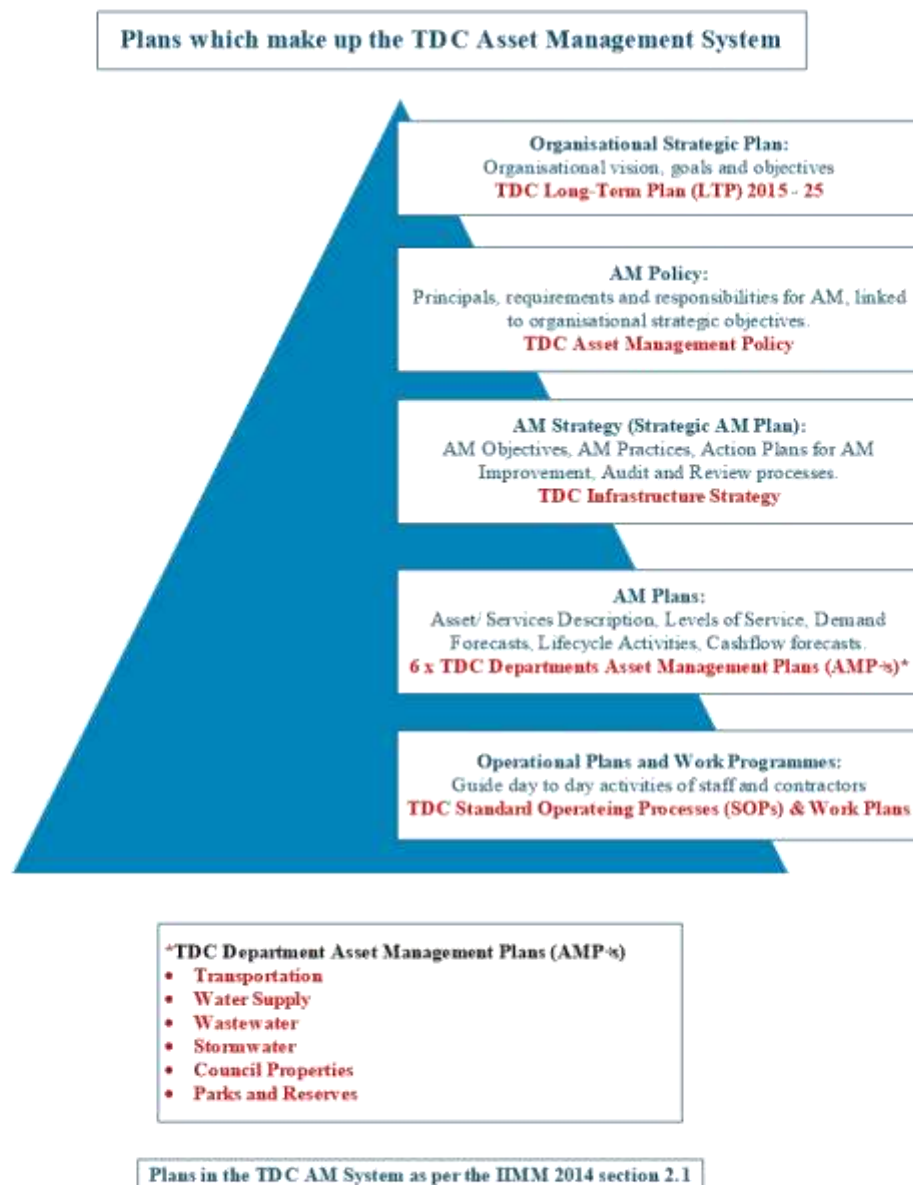 Plans which make up the TDC Asset Management System
Organisational Strategic Plan:
Organisational vision, goals and objectives
TDC Long-Term Plan (LTP) 2015 - 25
AM Policy:
Principals, requirements and responsibilities for AM, linked
to organisational strategic objectives.
TDC Asset Management Policy
AM Strategy (Strategic AM Plan):
AM Objectives, AM Practices, Action Plans for AM
Improvement, Audit and Review processes.
TDC Infrastructure Strategy
AM Plans:
Asset/ Services Description, Levels of Service, Demand
Forecasts, Lifecycle Activities, Cashflow forecasts.
6 x TDC Departments Asset Management Plans (AMP's)*
Operational Plans and Work Programmes:
Guide day to day activities of staff and contractors
TDC Standard Operateing Processes (SOPs) & Work Plans
*TDC Department Asset Management Plans (AMP's)
• Transportation
• Water Supply
• Wastewater
• Stormwater
• Council Properties
• Parks and Reserves
Plans in the TDC AM System as per the IIMM 2014 section 2.1